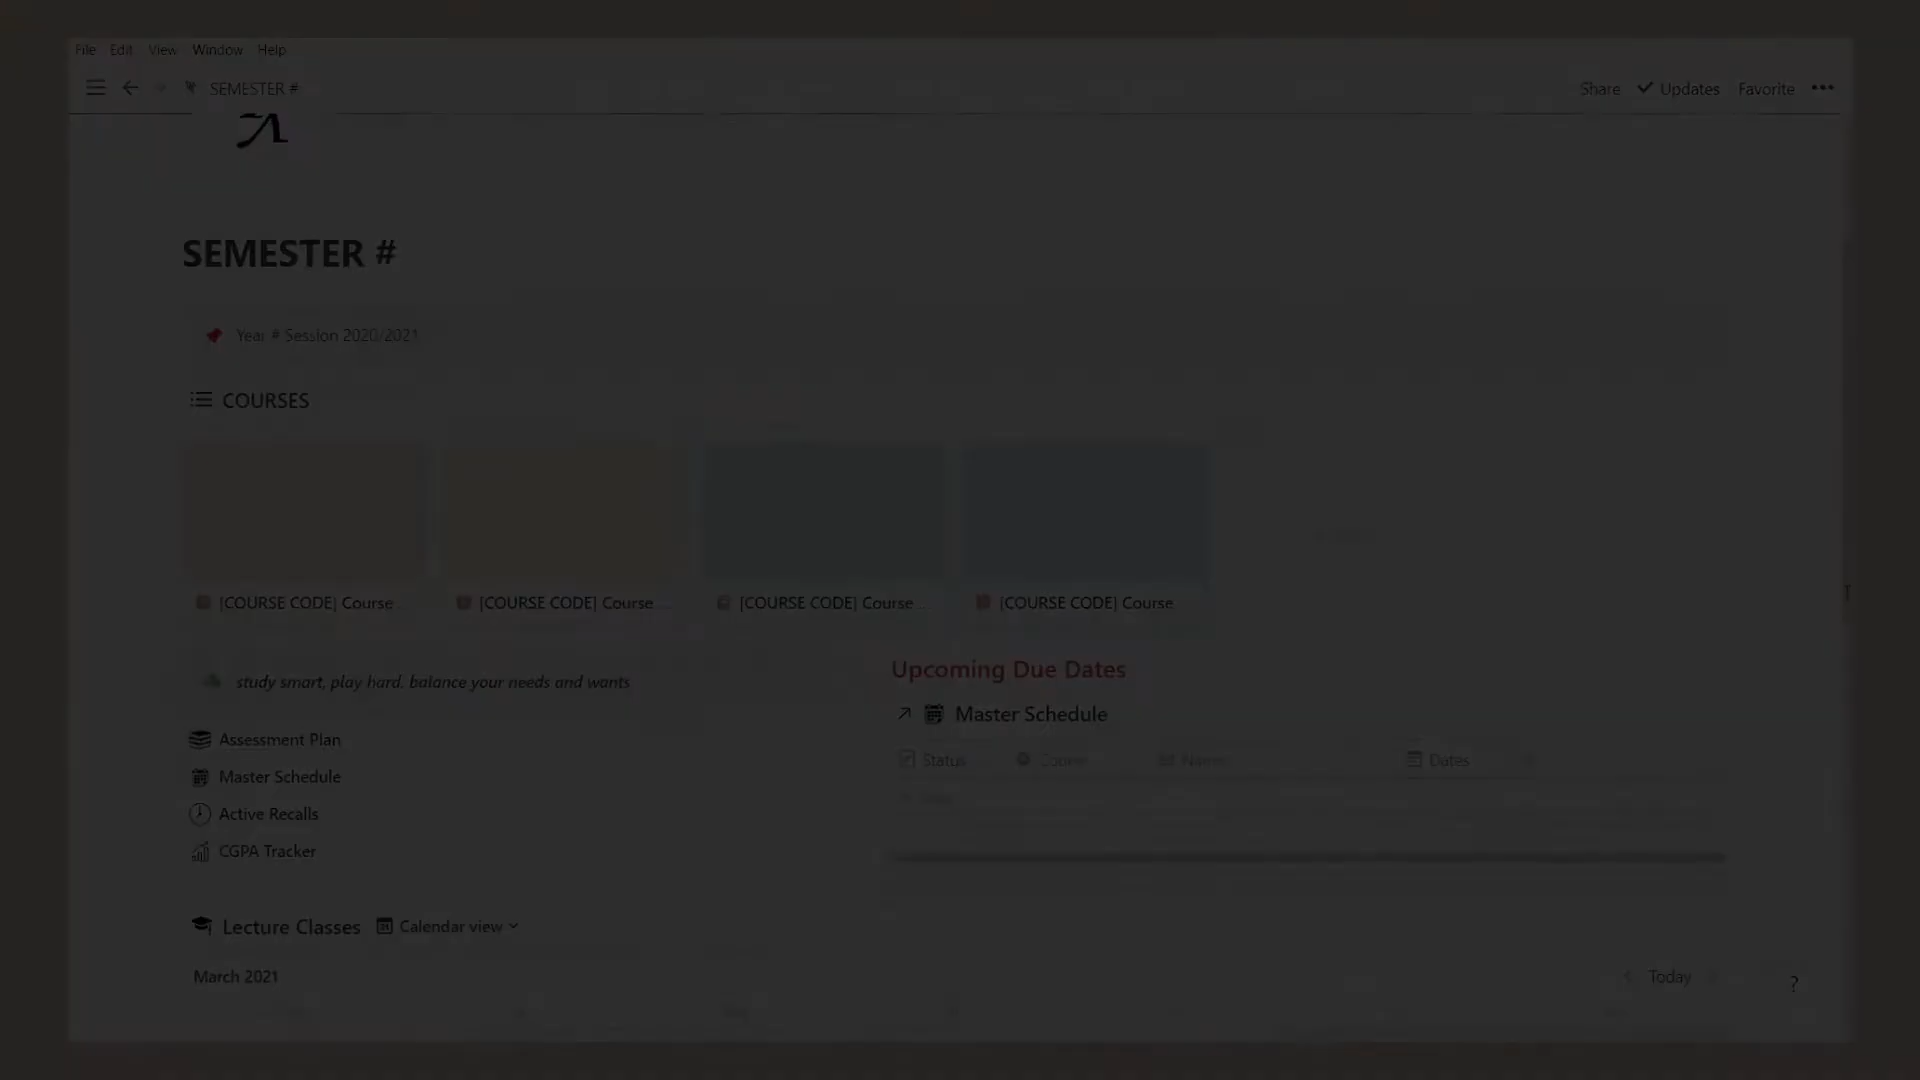 File Edit View Window Help
SEMESTER #
Share Updates Favorite •••
SEMESTER #
Year # Session 2020/2021
COURSES
[COURSE CODE] Course ...
[COURSE CODE] Course ...
[COURSE CODE] Course ...
[COURSE CODE] Course
study smart, play hard. balance your needs and wants
Assessment Plan
Master Schedule
Active Recalls
CGPA Tracker
Upcoming Due Dates
Master Schedule
Status Course Name Dates
Lecture Classes Calendar view
March 2021
Today
?